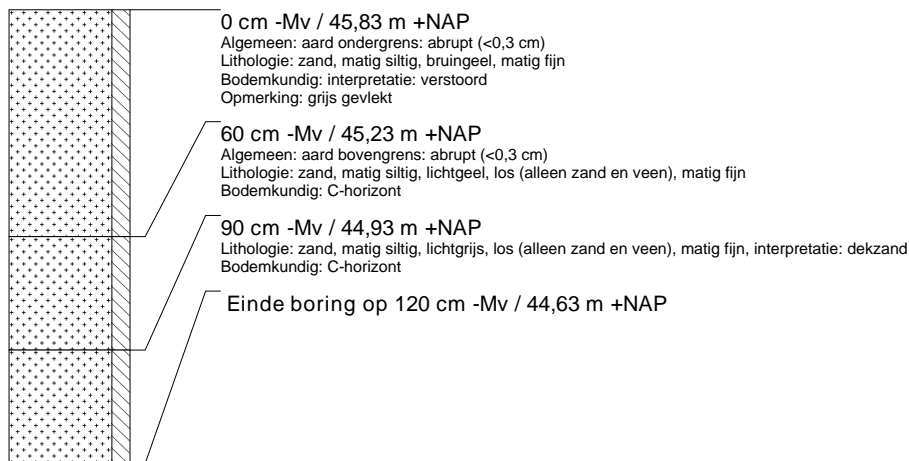 0 cm -Mv / 45,83 m +NAP
Algemeen: aard ondergrens: abrupt (<0,3 cm)
Lithologie: zand, matig siltig, bruingeel, matig fijn
Bodemkundig: interpretatie: verstoord
Opmerking: grijs gevlekt
60 cm -Mv / 45,23 m +NAP
Algemeen: aard bovengrens: abrupt (<0,3 cm)
Lithologie: zand, matig siltig, lichtgeel, los (alleen zand en veen), matig fijn
Bodemkundig: C-horizont
90 cm -Mv / 44,93 m +NAP
Lithologie: zand, matig siltig, lichtgrijs, los (alleen zand en veen), matig fijn, interpretatie: dekzand
Bodemkundig: C-horizont
Einde boring op 120 cm -Mv / 44,63 m +NAP